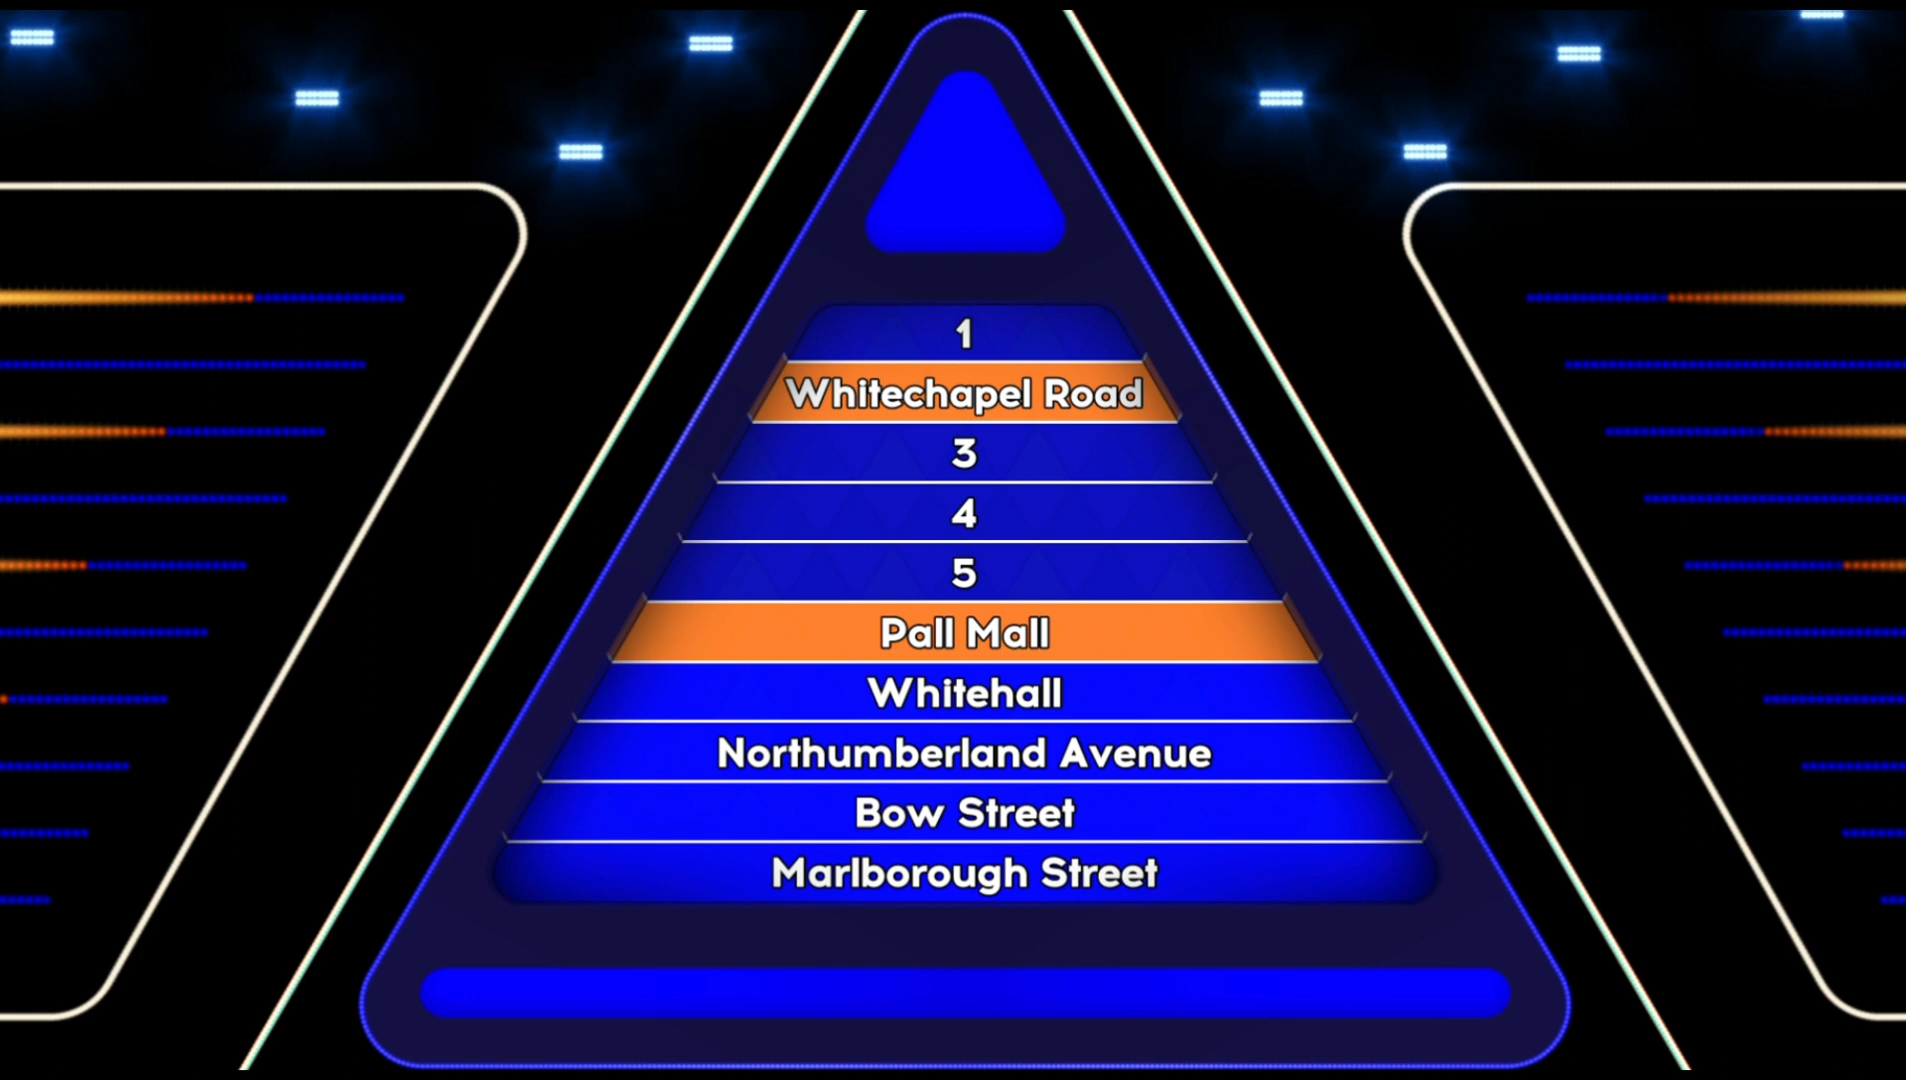 1
Whitechapel Road
3
4
5
Pall Mall
Whitehall
Northumberland Avenue
Bow Street
Marlborough Street